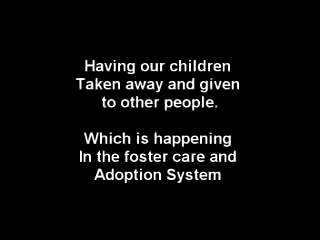 Having our children
Taken away and given
to other people.
Which is happening
In the foster care and
Adoption System